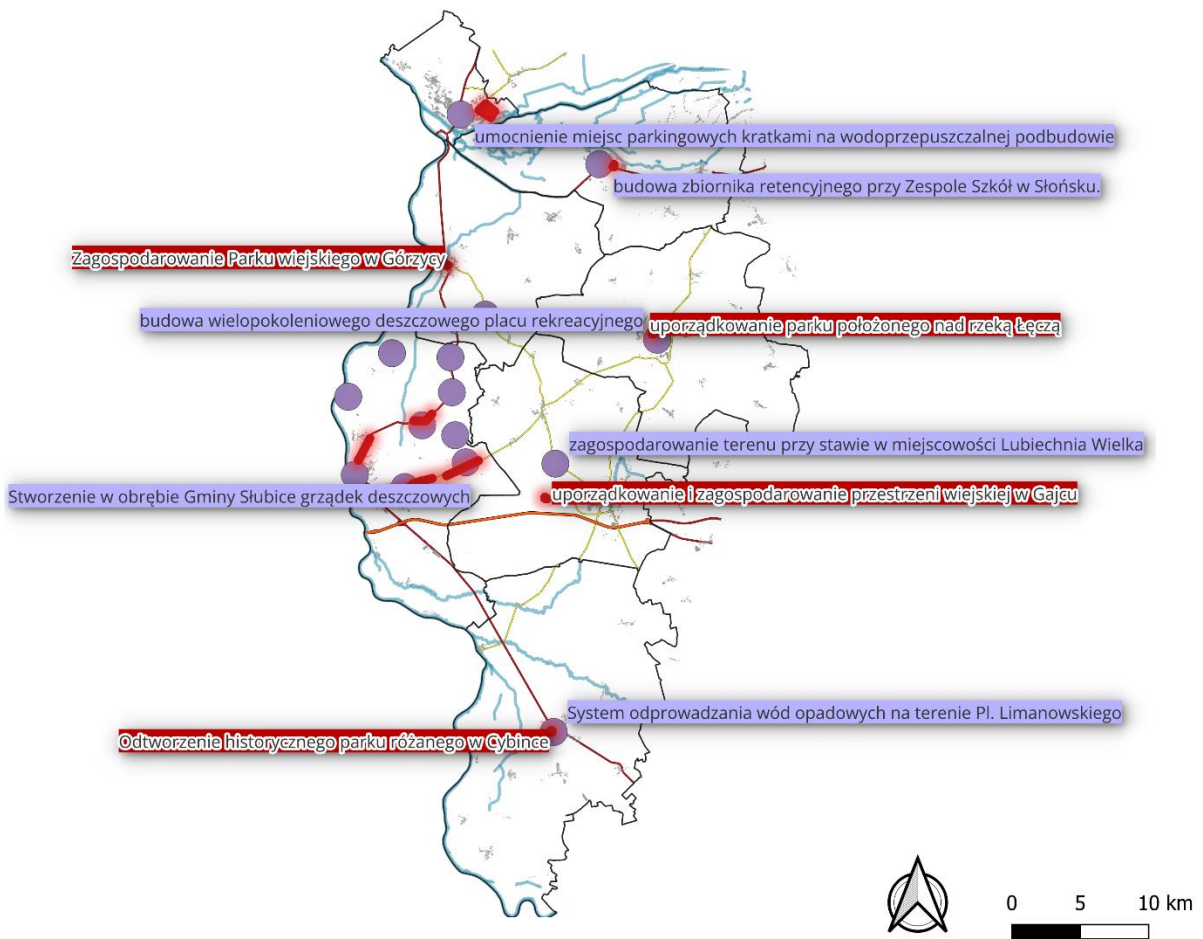 umocnienie miejsc parkingowych kratkami na wodoprzepuszczalnej podbudowie
budowa zbiornika retencyjnego przy Zespole Szkół w Słońsku.
Zagospodarowanie Parku wiejskiego w Górzycy
budowa wielopokoleniowego deszczowego placu rekreacyjnego
uporządkowanie parku położonego nad rzeką Łęczą
zagospodarowanie terenu przy stawie w miejscowości Lubiechnia Wielka
Stworzenie w obrębie Gminy Słubice grządek deszczowych
uporządkowanie i zagospodarowanie przestrzeni wiejskiej w Gajcu
System odprowadzania wód opadowych na terenie Pl. Limanowskiego
Odtworzenie historycznego parku różanego w Cybince
0 5 10 km